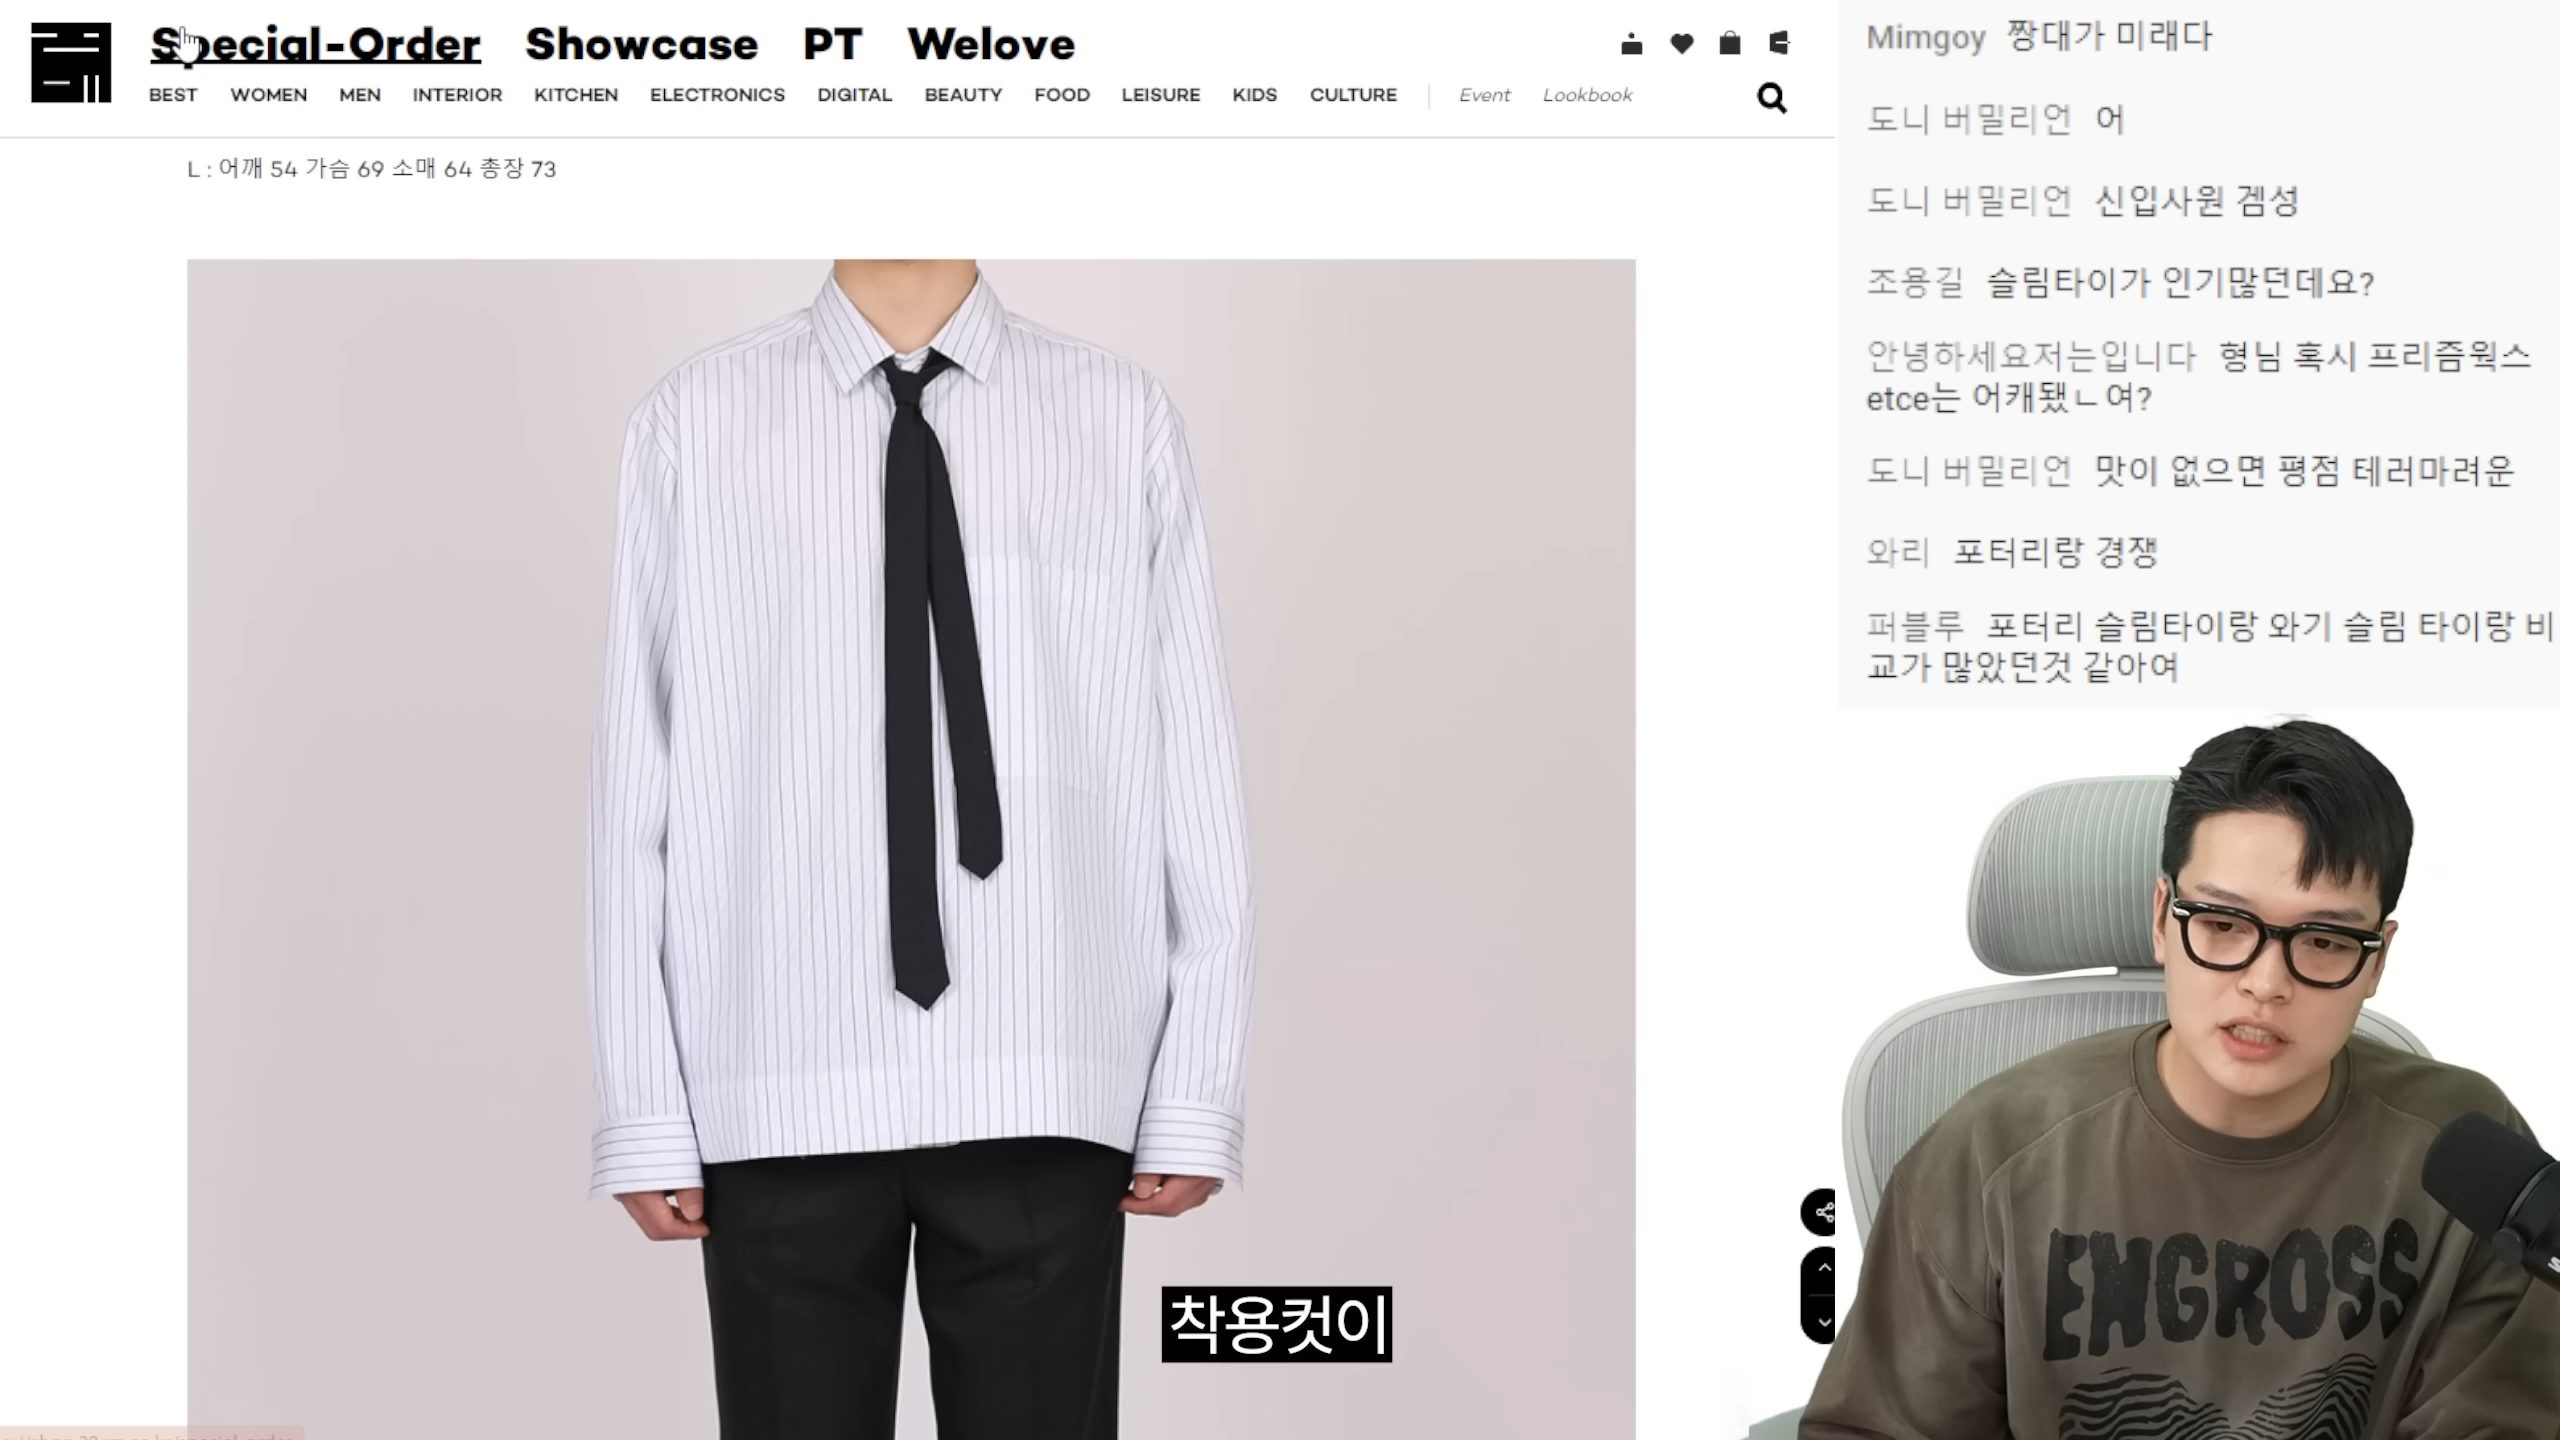 Special-Order Showcase PT Welove
BEST WOMEN MEN INTERIOR KITCHEN ELECTRONICS DIGITAL BEAUTY FOOD LEISURE KIDS CULTURE Event Lookbook
L : 어깨 54 가슴 69 소매 64 총장 73
착용컷이
Mimgoy 짱대가 미래다
도니 버밀리언 어
도니 버밀리언 신입사원 겜성
조용길 슬림타이가 인기많던데요?
안녕하세요저는입니다 형님 혹시 프리즘웍스
etce는 어캐됐ㄴ여?
도니 버밀리언 맛이 없으면 평점 테러마려운
와리 포터리랑 경쟁
퍼블루 포터리 슬림타이랑 와기 슬림 타이랑 비
교가 많았던것 같아여
ENGROSS